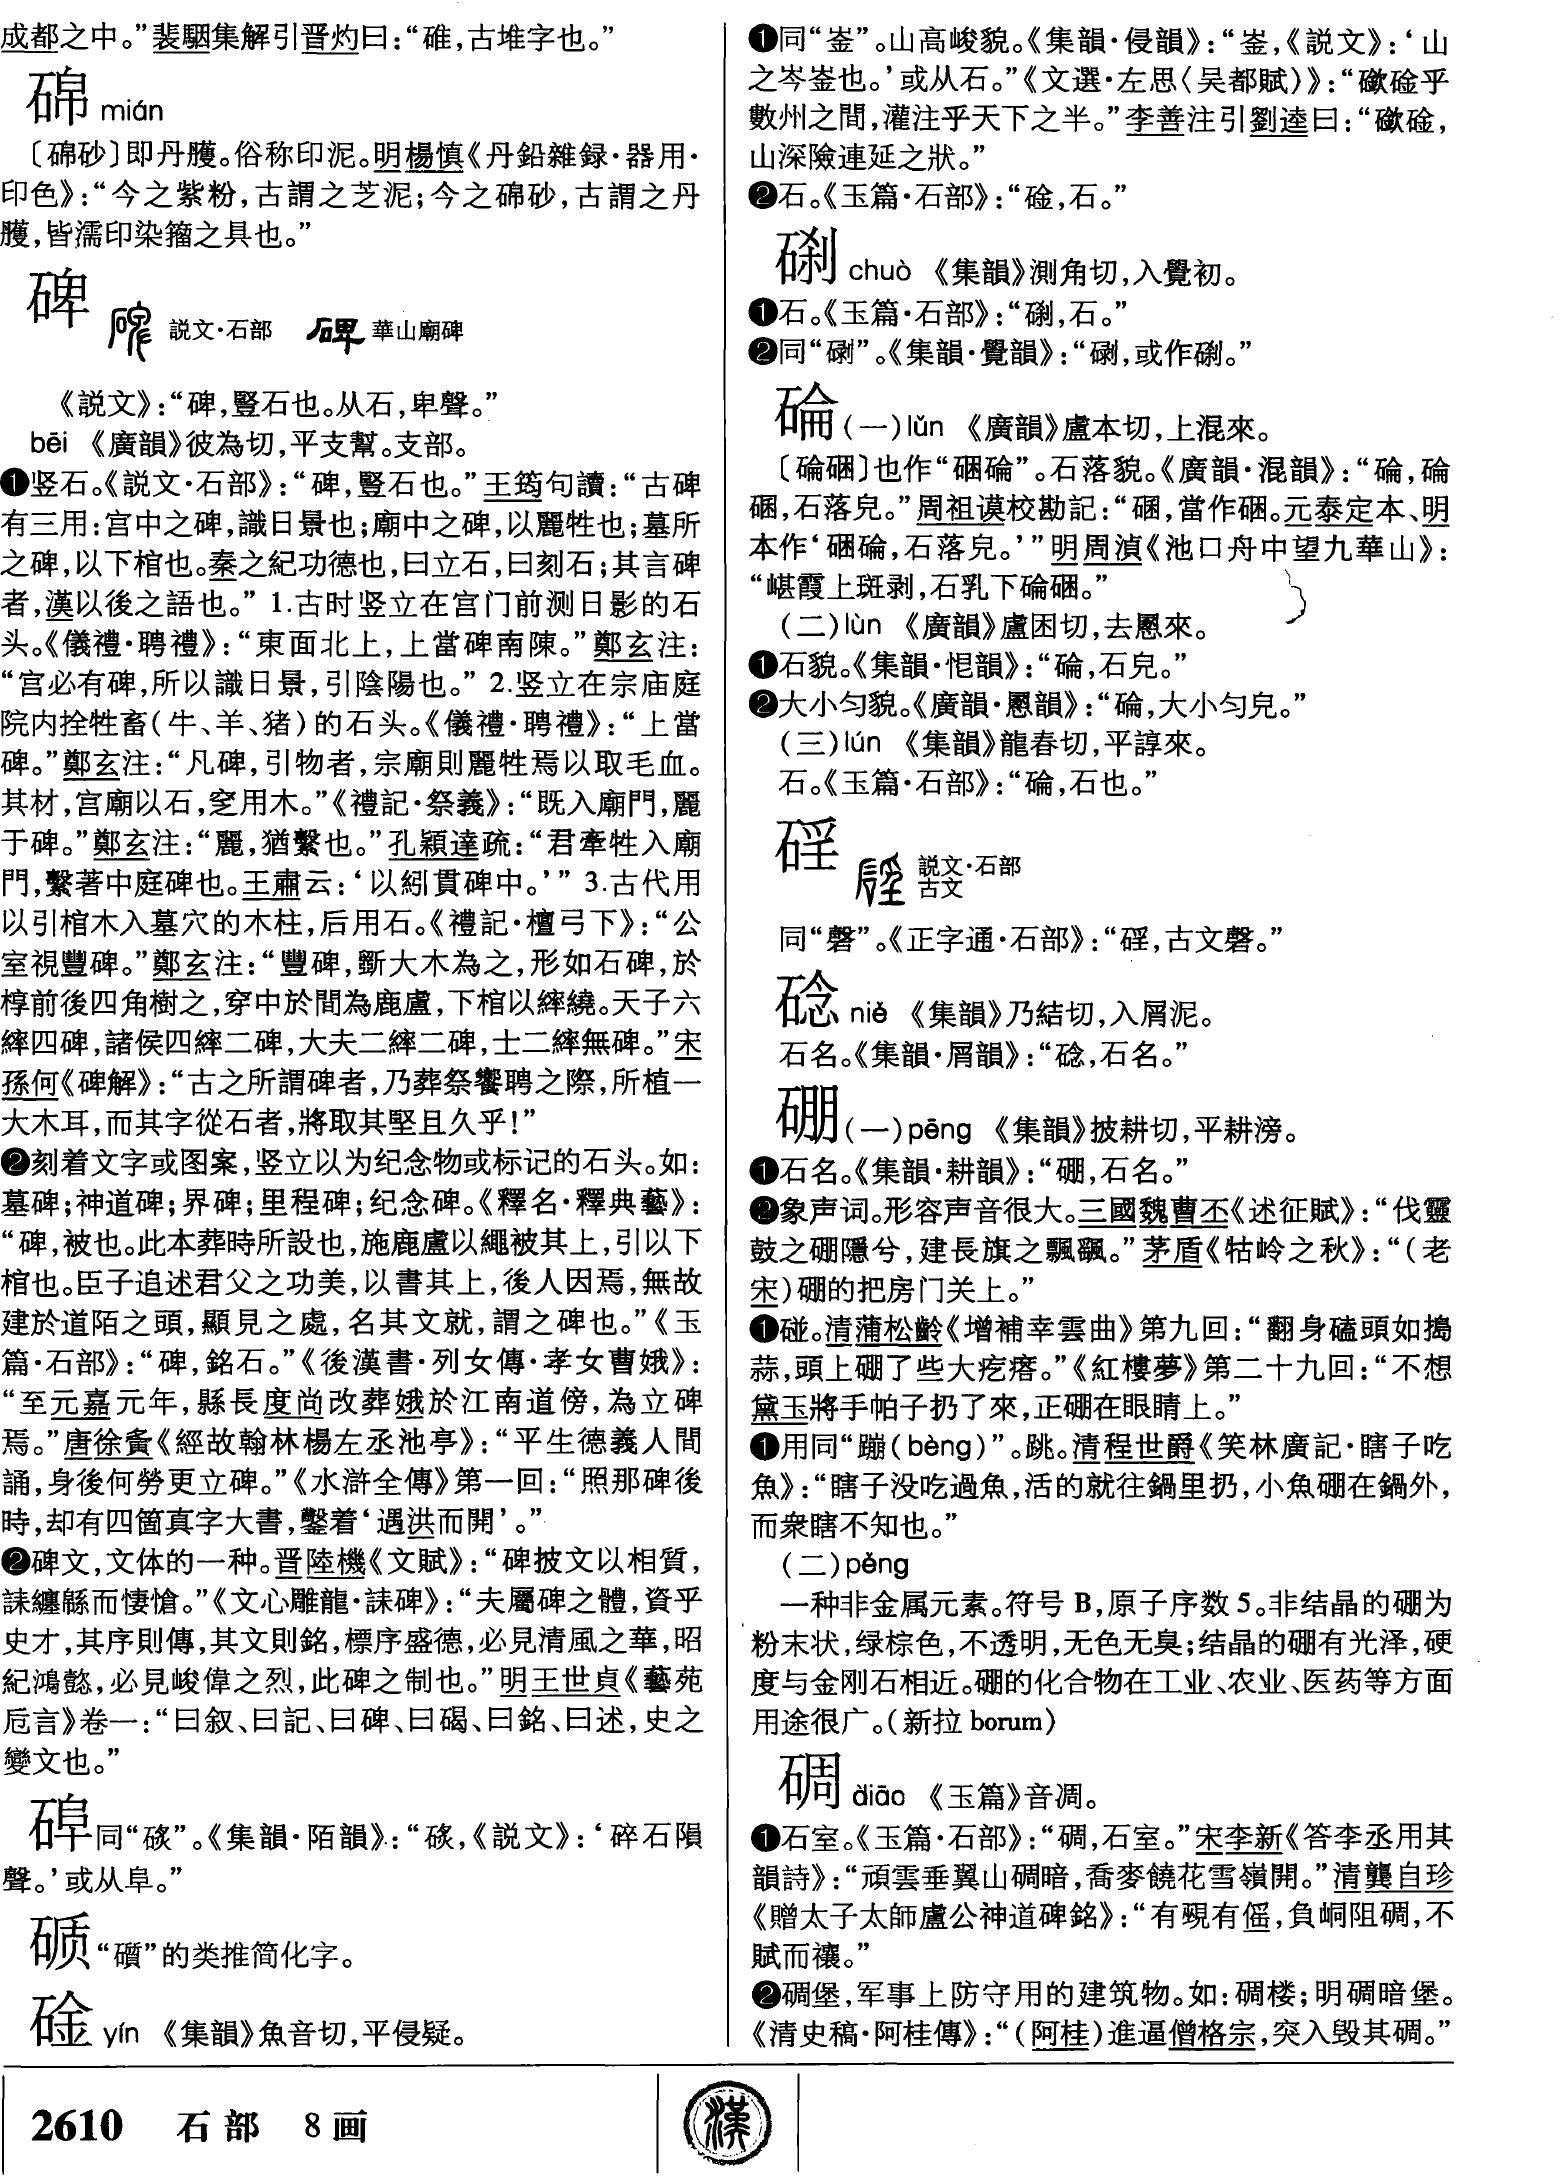 成都之中。”裴駰集解引晋灼曰：“碓，古堆字也。”
硘 mián
〔硘砂〕即丹雘。俗称印泥。明楊慎《丹鉛雜録·器用·
印色》：“今之紫粉，古謂之芝泥；今之硘砂，古謂之丹
雘，皆濡印染籀之具也。”
碑 説文·石部 華山廟碑
《説文》：“碑，豎石也。从石，卑聲。”
bēi 《廣韻》彼為切，平支幫。支部。
❶竖石。《説文·石部》：“碑，豎石也。”王筠句讀：“古碑
有三用：宫中之碑，識日景也；廟中之碑，以麗牲也；墓所
之碑，以下棺也。秦之紀功德也，曰立石，曰刻石；其言碑
者，漢以後之語也。” 1.古时竖立在宫门前测日影的石
头。《儀禮·聘禮》：“東面北上，上當碑南陳。”鄭玄注：
“宫必有碑，所以識日景，引陰陽也。” 2.竖立在宗庙庭
院内拴牲畜（牛、羊、猪）的石头。《儀禮·聘禮》：“上當
碑。”鄭玄注：“凡碑，引物者，宗廟則麗牲焉以取毛血。
其材，宫廟以石，窆用木。”《禮記·祭義》：“既入廟門，麗
于碑。”鄭玄注：“麗，猶繫也。”孔穎達疏：“君牽牲入廟
門，繫著中庭碑也。王肅云：‘以紖貫碑中。’” 3.古代用
以引棺木入墓穴的木柱，后用石。《禮記·檀弓下》：“公
室視豐碑。”鄭玄注：“豐碑，斲大木為之，形如石碑，於
椁前後四角樹之，穿中於間為鹿盧，下棺以繂繞。天子六
繂四碑，諸侯四繂二碑，大夫二繂二碑，士二繂無碑。”宋
孫何《碑解》：“古之所謂碑者，乃葬祭饗聘之際，所植一
大木耳，而其字從石者，將取其堅且久乎！”
❷刻着文字或图案，竖立以为纪念物或标记的石头。如：
墓碑；神道碑；界碑；里程碑；纪念碑。《釋名·釋典藝》：
“碑，被也。此本葬時所設也，施鹿盧以繩被其上，引以下
棺也。臣子追述君父之功美，以書其上，後人因焉，無故
建於道陌之頭，顯見之處，名其文就，謂之碑也。”《玉
篇·石部》：“碑，銘石。”《後漢書·列女傳·孝女曹娥》：
“至元嘉元年，縣長度尚改葬娥於江南道傍，為立碑
焉。”唐徐夤《經故翰林楊左丞池亭》：“平生德義人間
誦，身後何勞更立碑。”《水滸全傳》第一回：“照那碑後
時，却有四箇真字大書，鑿着‘遇洪而開’。”
❷碑文，文体的一种。晋陸機《文賦》：“碑披文以相質，
誄纏緜而悽愴。”《文心雕龍·誄碑》：“夫屬碑之體，資乎
史才，其序則傳，其文則銘，標序盛德，必見清風之華，昭
紀鴻懿，必見峻偉之烈，此碑之制也。”明王世貞《藝苑
卮言》卷一：“曰叙、曰記、曰碑、曰碣、曰銘、曰述，史之
變文也。”
同“磢”。《集韻·陌韻》：“《説文》：‘碎石隕
聲。’或从阜。”
“礩”的类推简化字。
碒 yín 《集韻》魚音切，平侵疑。
❶同“崟”。山高峻貌。《集韻·侵韻》：“崟，《説文》：‘山
之岑崟也。’或从石。”《文選·左思〈吴都賦〉》：“碒乎
數州之間，灌注乎天下之半。”李善注引劉逵曰：“
山深險連延之狀。”
❷石。《玉篇·石部》：“石。”
chuò 《集韻》測角切，入覺初。
❶石。《玉篇·石部》：“石。”
❷同“”。《集韻·覺韻》：“或作”
碖（一）lǔn 《廣韻》盧本切，上混來。
〔碖硱〕也作“硱碖”。石落貌。《廣韻·混韻》：“碖，碖
石落皃。”周祖谟校勘記：“當作硱。元泰定本、明
本作‘硱碖，石落皃。’”明周湞《池口舟中望九華山》：
“嵁霞上斑剥，石乳下碖硱。”
（二）lùn 《廣韻》盧困切，去慁來。
❶石貌。《集韻·恨韻》：“碖，石皃。”
❷大小匀貌。《廣韻·慁韻》：“碖，大小匀皃。”
（三）lún 《集韻》龍春切，平諄來。
石。《玉篇·石部》：“碖，石也。”
硜 説文·石部
古文
同“磬”。《正字通·石部》：“古文磬。”
硻 niè 《集韻》乃結切，入屑泥。
石名。《集韻·屑韻》：“石名。”
硼（一）pēng 《集韻》披耕切，平耕滂。
❶石名。《集韻·耕韻》：“硼，石名。”
❷象声词。形容声音很大。三國魏曹丕《述征賦》：“伐靈
鼓之硼隱兮，建長旗之飄颻。”茅盾《牯岭之秋》：“（老
宋）硼的把房门关上。”
❶碰。清蒲松齡《增補幸雲曲》第九回：“翻身磕頭如搗
蒜，頭上硼了些大疙瘩。”《紅樓夢》第二十九回：“不想
黛玉將手帕子扔了來，正硼在眼睛上。”
❶用同“蹦（bèng）”。跳。清程世爵《笑林廣記·瞎子吃
魚》：“瞎子没吃過魚，活的就往鍋里扔，小魚硼在鍋外，
而衆瞎不知也。”
（二）pěng
一种非金属元素。符号 B，原子序数 5。非结晶的硼为
粉末状，绿棕色，不透明，无色无臭；结晶的硼有光泽，硬
度与金刚石相近。硼的化合物在工业、农业、医药等方面
用途很广。（新拉 borum）
碉 diāo 《玉篇》音凋。
❶石室。《玉篇·石部》：“碉，石室。”宋李新《答李丞用其
韻詩》：“頑雲垂翼山碉暗，喬麥饒花雪嶺開。”清龔自珍
《贈太子太師盧公神道碑銘》：“有覡有傜，負峒阻碉，不
賦而禳。”
❷碉堡，军事上防守用的建筑物。如：碉楼；明碉暗堡。
《清史稿·阿桂傳》：“（阿桂）進逼僧格宗，突入毁其碉。”
2610 石部 8画
漢